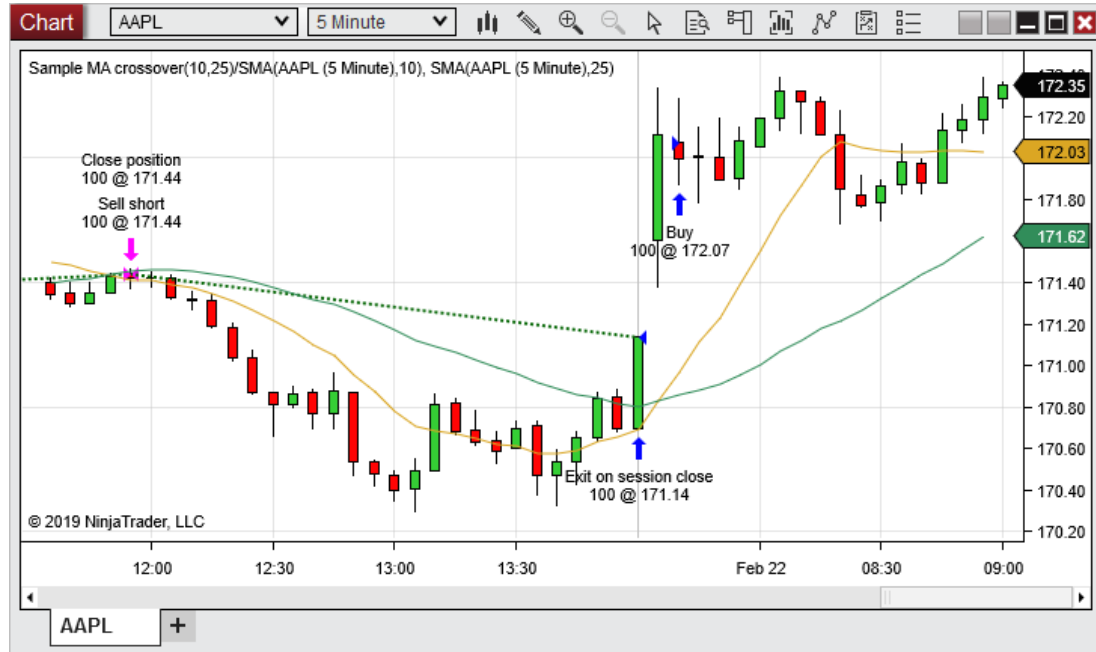 Chart
AAPL
5 Minute
Sample MA crossover(10,25)/SMA(AAPL (5 Minute),10), SMA(AAPL (5 Minute),25)
Close position
100 @ 171.44
Sell short
100 @ 171.44
Buy
100 @ 172.07
Exit on session close
100 @ 171.14
172.40
172.35
172.20
172.03
171.80
171.62
171.40
171.20
171.00
170.80
170.60
170.40
170.20
© 2019 NinjaTrader, LLC
12:00
12:30
13:00
13:30
Feb 22
08:30
09:00
AAPL
+